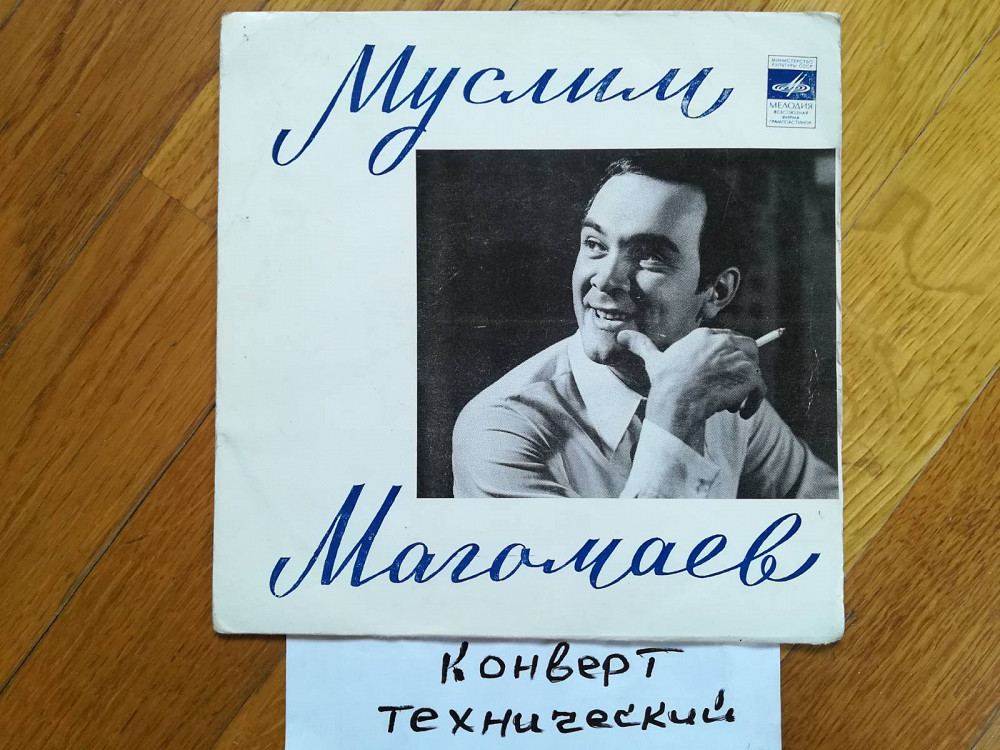 Муслим
МИНИСТЕРСТВО
КУЛЬТУРЫ СССР
МЕЛОДИЯ
ВСЕСОЮЗНАЯ
ФИРМА
ГРАМПЛАСТИНОК
Магомаев
Конверт
технический